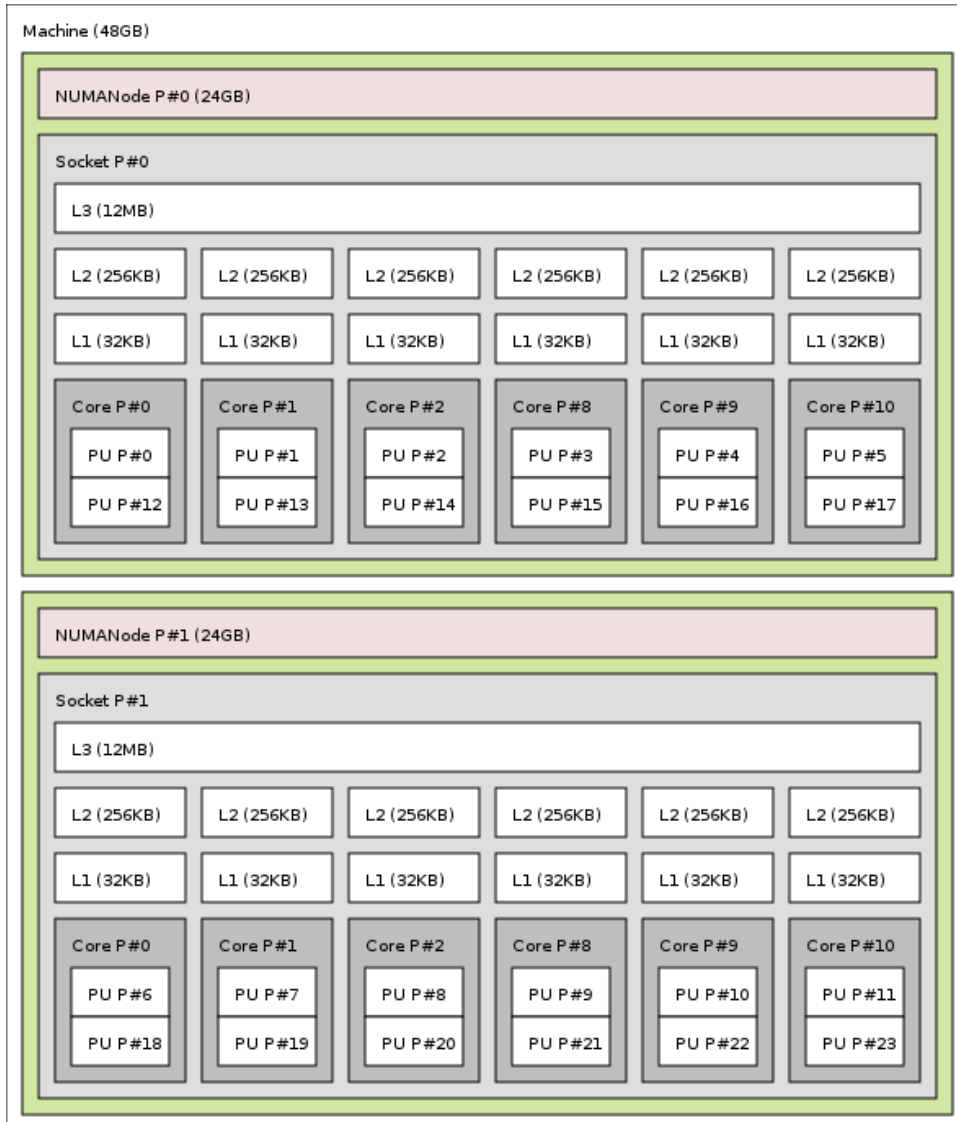 Machine (48GB)
NUMANode P#0 (24GB)
Socket P#0
L3 (12MB)
L2 (256KB) L2 (256KB) L2 (256KB) L2 (256KB) L2 (256KB) L2 (256KB)
L1 (32KB) L1 (32KB) L1 (32KB) L1 (32KB) L1 (32KB) L1 (32KB)
Core P#0 Core P#1 Core P#2 Core P#8 Core P#9 Core P#10
PU P#0 PU P#1 PU P#2 PU P#3 PU P#4 PU P#5
PU P#12 PU P#13 PU P#14 PU P#15 PU P#16 PU P#17
NUMANode P#1 (24GB)
Socket P#1
L3 (12MB)
L2 (256KB) L2 (256KB) L2 (256KB) L2 (256KB) L2 (256KB) L2 (256KB)
L1 (32KB) L1 (32KB) L1 (32KB) L1 (32KB) L1 (32KB) L1 (32KB)
Core P#0 Core P#1 Core P#2 Core P#8 Core P#9 Core P#10
PU P#6 PU P#7 PU P#8 PU P#9 PU P#10 PU P#11
PU P#18 PU P#19 PU P#20 PU P#21 PU P#22 PU P#23